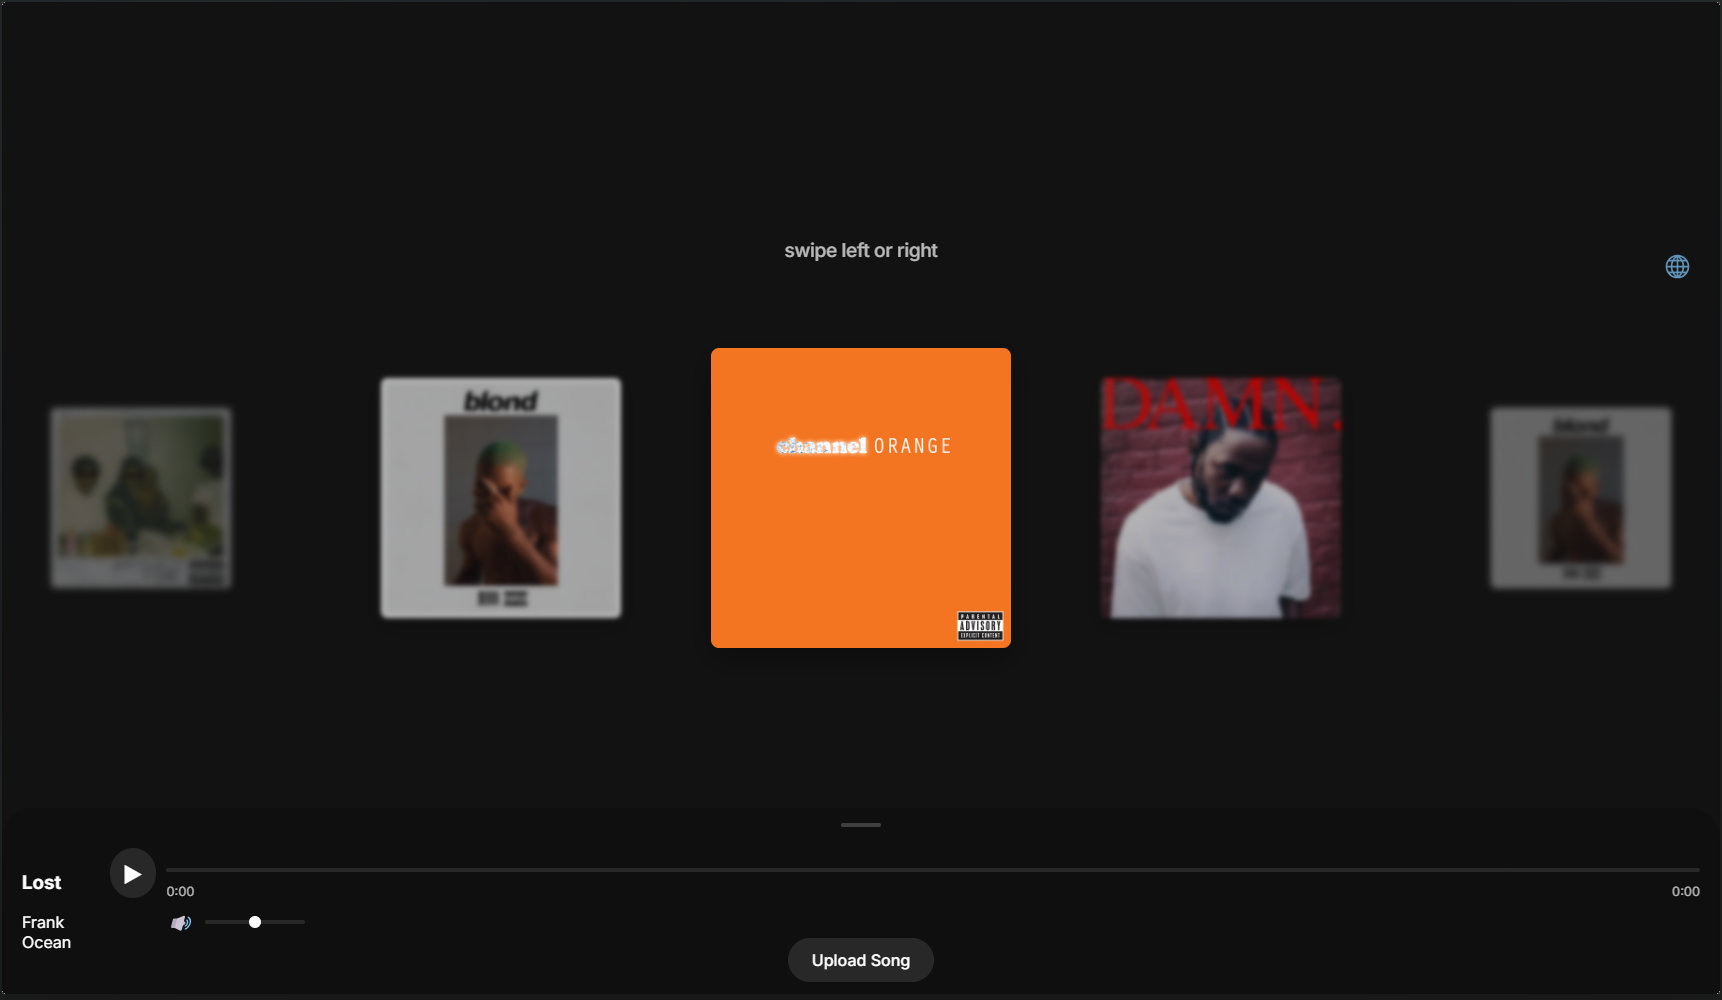 swipe left or right
blond
channel ORANGE
PARENTAL
ADVISORY
EXPLICIT CONTENT
DAMN.
blond
Lost
0:00
0:00
Frank
Ocean
Upload Song